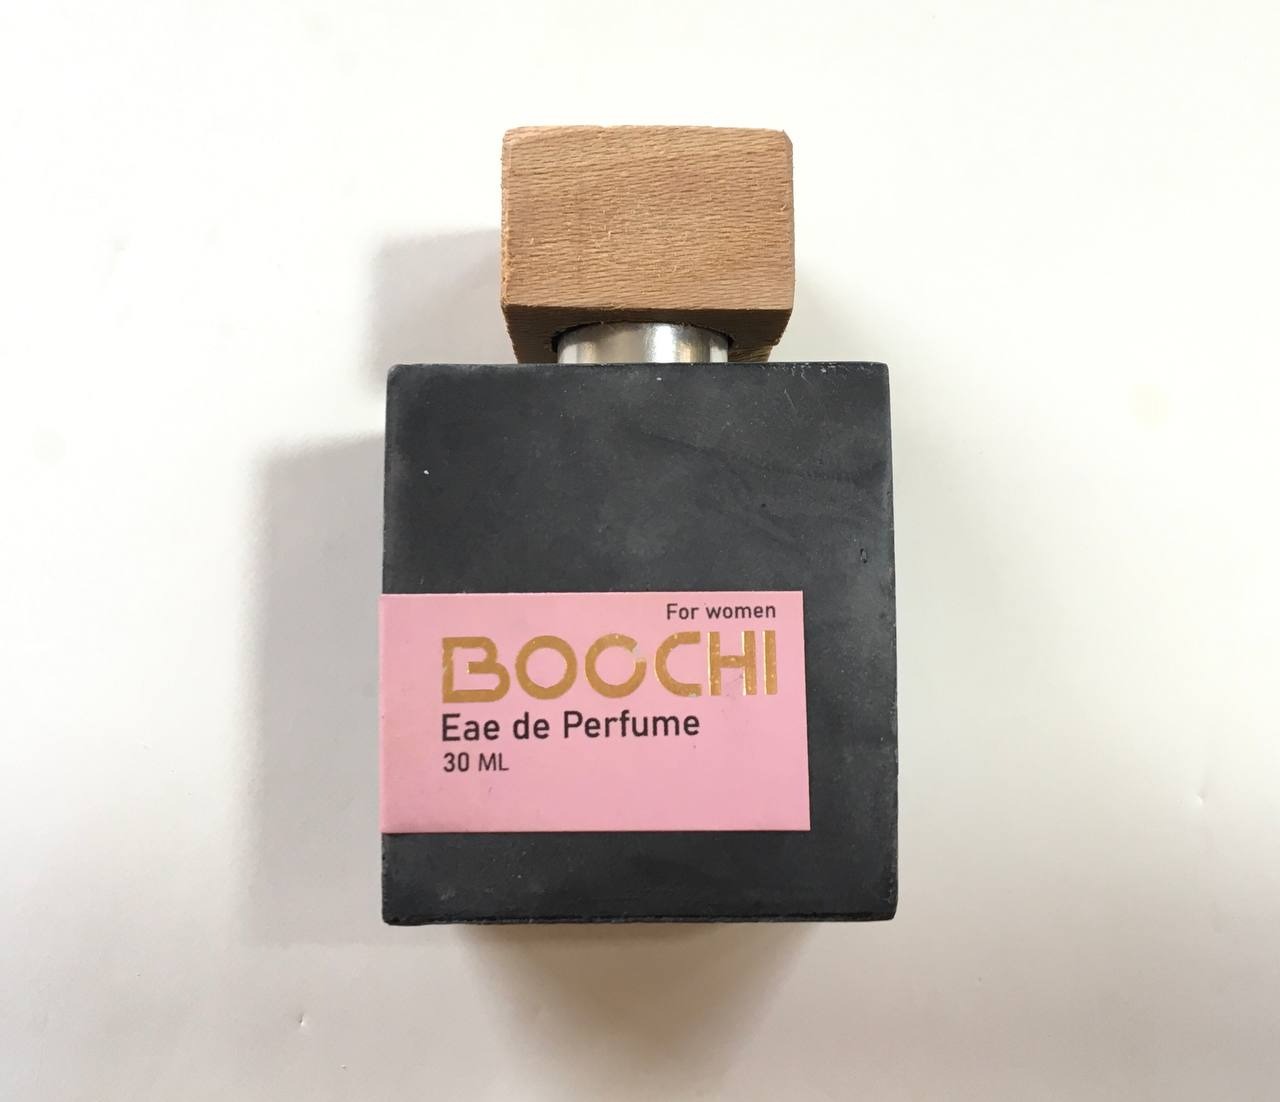 For women
BOOCHI
Eae de Perfume
30 ML